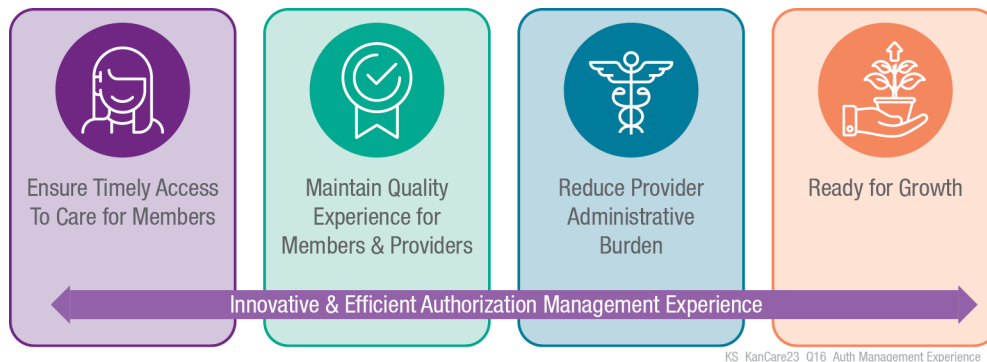 Ensure Timely Access
To Care for Members
Maintain Quality
Experience for
Members & Providers
Reduce Provider
Administrative
Burden
Ready for Growth
Innovative & Efficient Authorization Management Experience
KS_KanCare23_Q16_Auth Management Experience